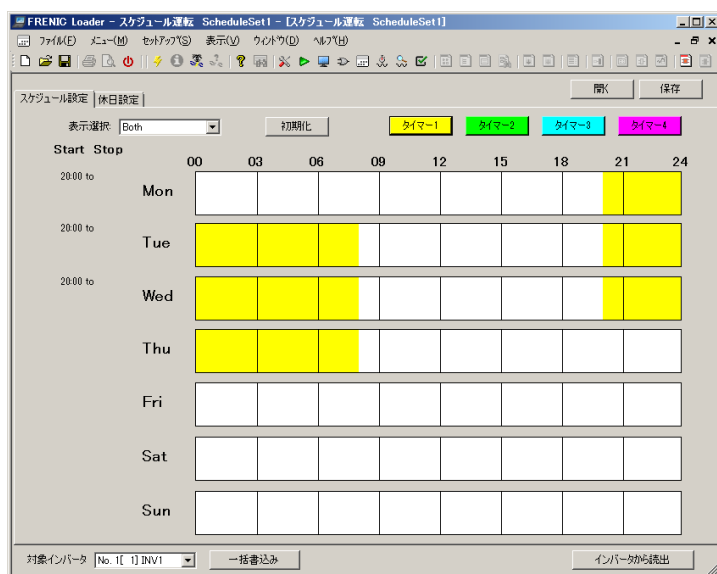 FRENIC Loader - スケジュール運転 ScheduleSet1 - [スケジュール運転 ScheduleSet1]
ファイル(F) メニュー(M) セットアップ(S) 表示(V) ウィンドウ(D) ヘルプ(H)
開く 保存
スケジュール設定 休日設定
表示選択 Both 初期化 タイマー1 タイマー2 タイマー3 タイマー4
Start Stop
00 03 06 09 12 15 18 21 24
20:00 to
Mon
20:00 to
Tue
20:00 to
Wed
Thu
Fri
Sat
Sun
対象インバータ No. 1[ 1] INV1 一括書込み インバータから読出